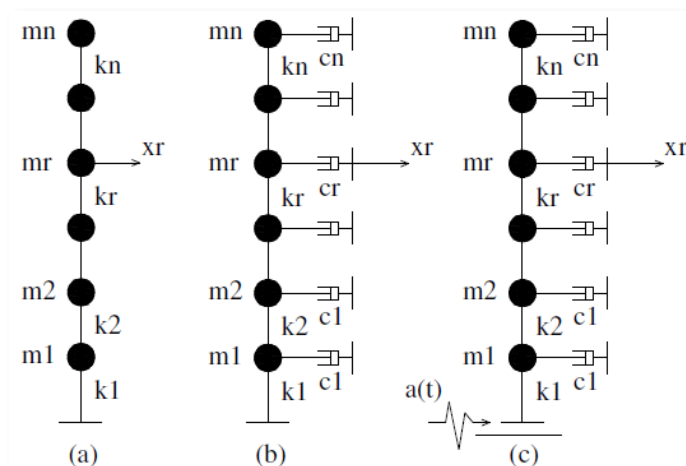 mn mn mn
kn kn cn kn cn
xr xr xr
mr mr mr
kr kr cr kr cr
m2 m2 m2
k2 k2 c1 k2 c1
m1 m1 m1
k1 k1 c1 a(t) k1 c1
(a) (b) (c)